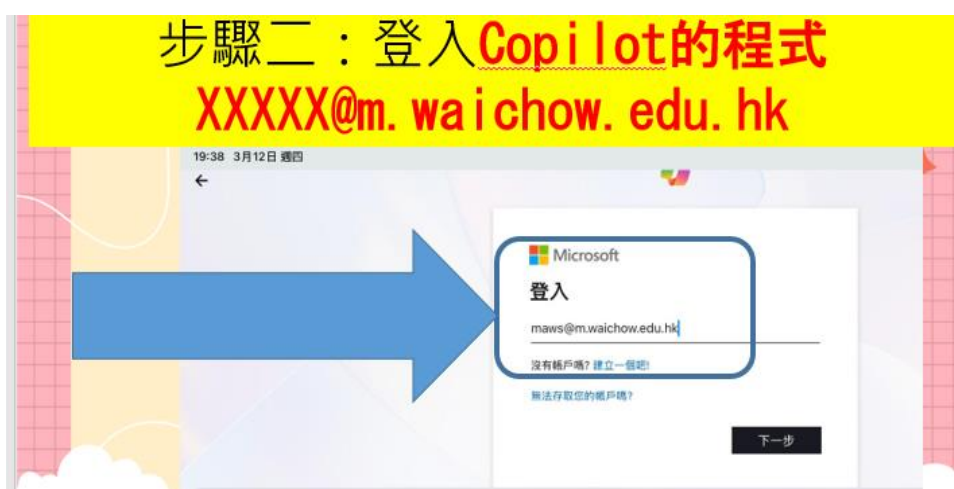 步驟二：登入Copilot的程式
XXXXX@m.waichow.edu.hk
19:38 3月12日 週四
Microsoft
登入
maws@m.waichow.edu.hk
沒有帳戶嗎? 建立一個吧!
無法存取您的帳戶嗎?
下一步